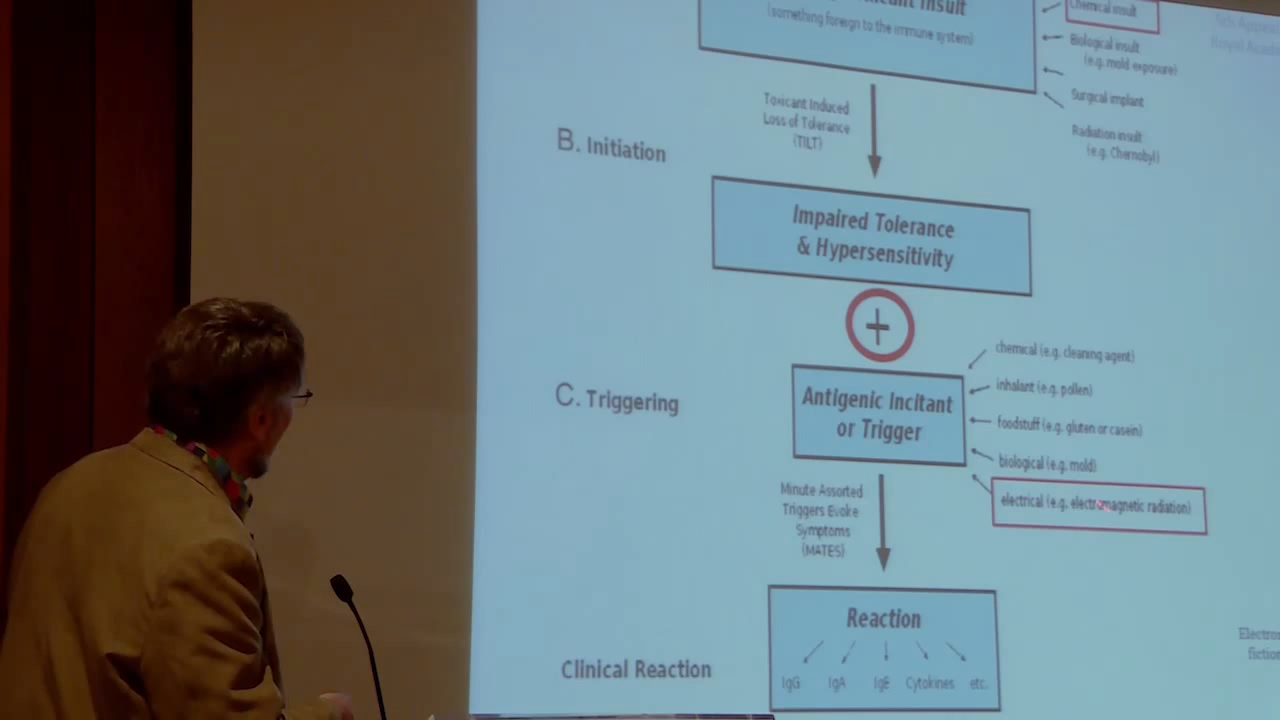 Insult
(something foreign to the immune system)
Chemical insult
Biological insult
(e.g. mold exposure)
Surgical implant
Radiation insult
(e.g. Chernobyl)
Toxicant Induced
Loss of Tolerance
(TILT)
B. Initiation
Impaired Tolerance
& Hypersensitivity
+
C. Triggering
Antigenic Incitant
or Trigger
chemical (e.g. cleaning agent)
inhalant (e.g. pollen)
foodstuff (e.g. gluten or casein)
biological (e.g. mold)
electrical (e.g. electromagnetic radiation)
Minute Assorted
Triggers Evoke
Symptoms
(MATES)
Clinical Reaction
Reaction
IgG IgA IgE Cytokines etc.